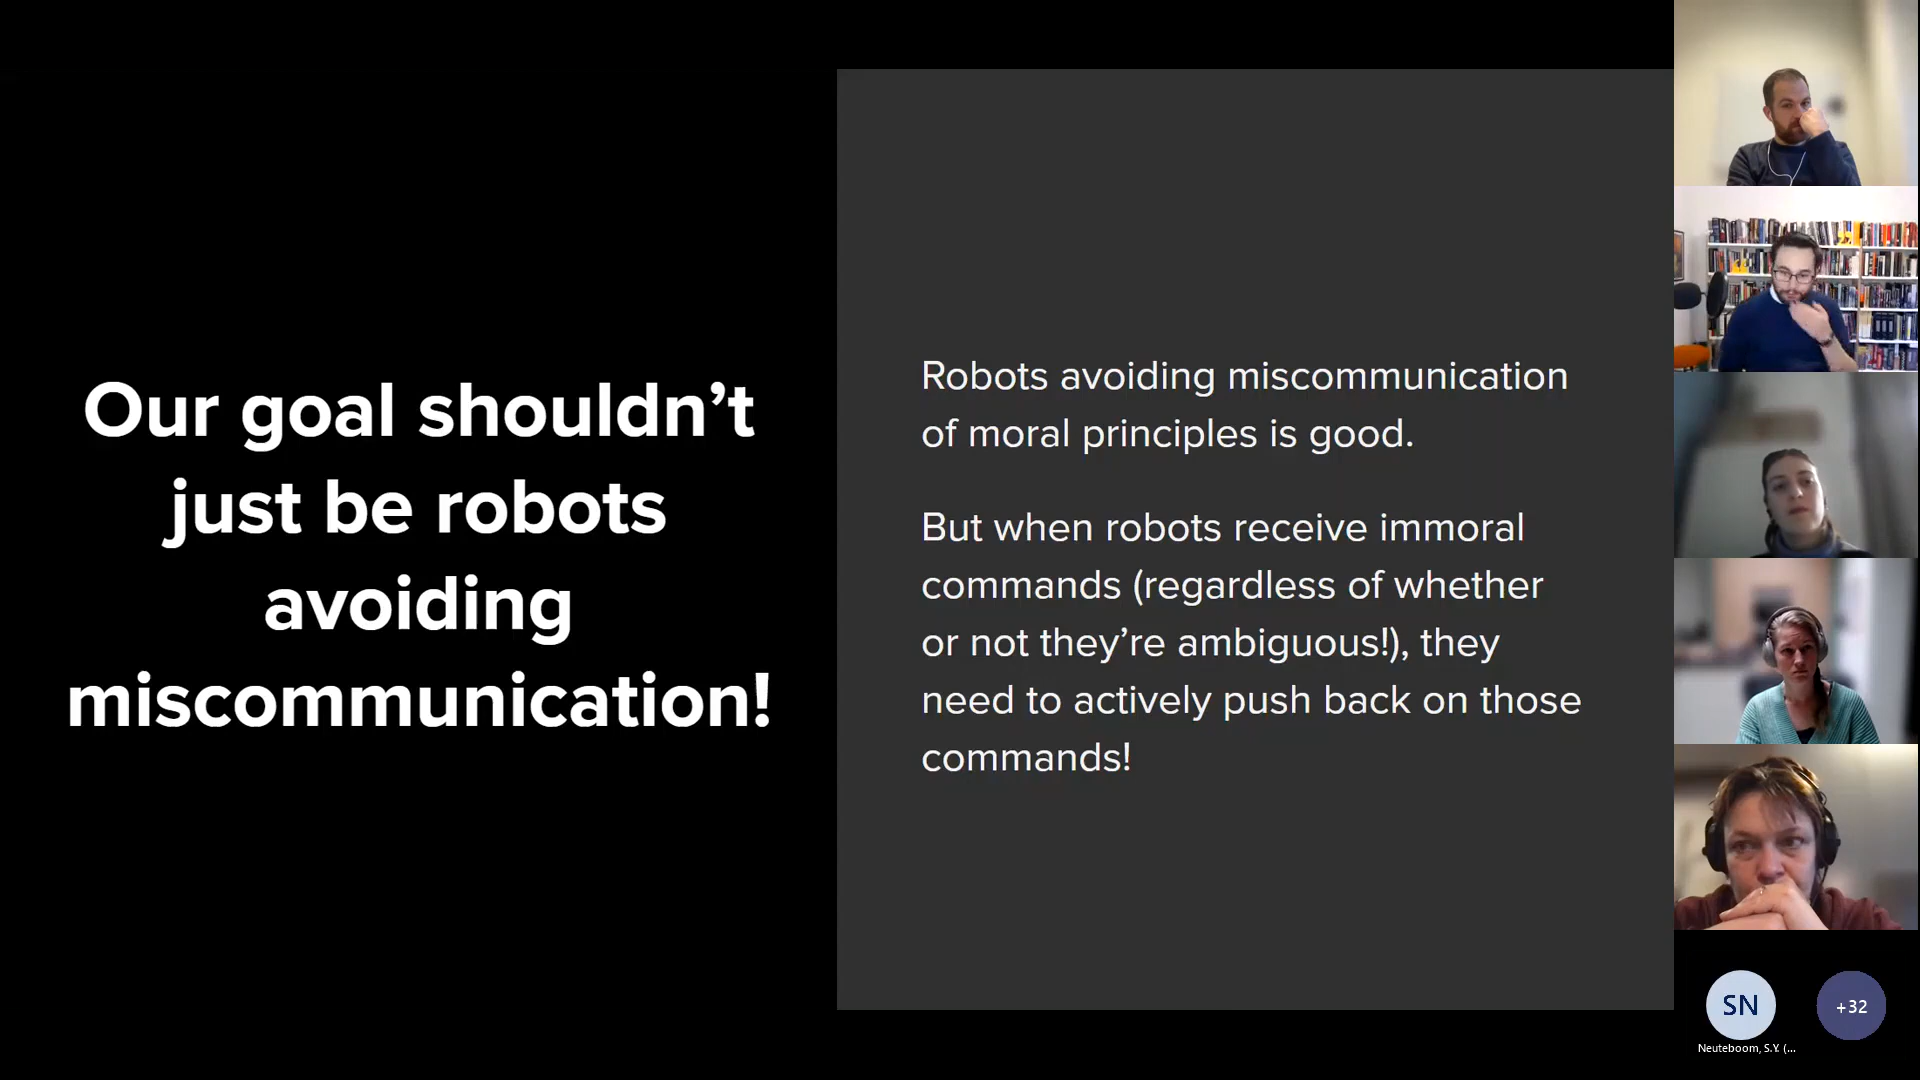 Our goal shouldn’t
just be robots
avoiding
miscommunication!
Robots avoiding miscommunication
of moral principles is good.
But when robots receive immoral
commands (regardless of whether
or not they’re ambiguous!), they
need to actively push back on those
commands!
SN
+32
Neuteboom, S.Y. (...